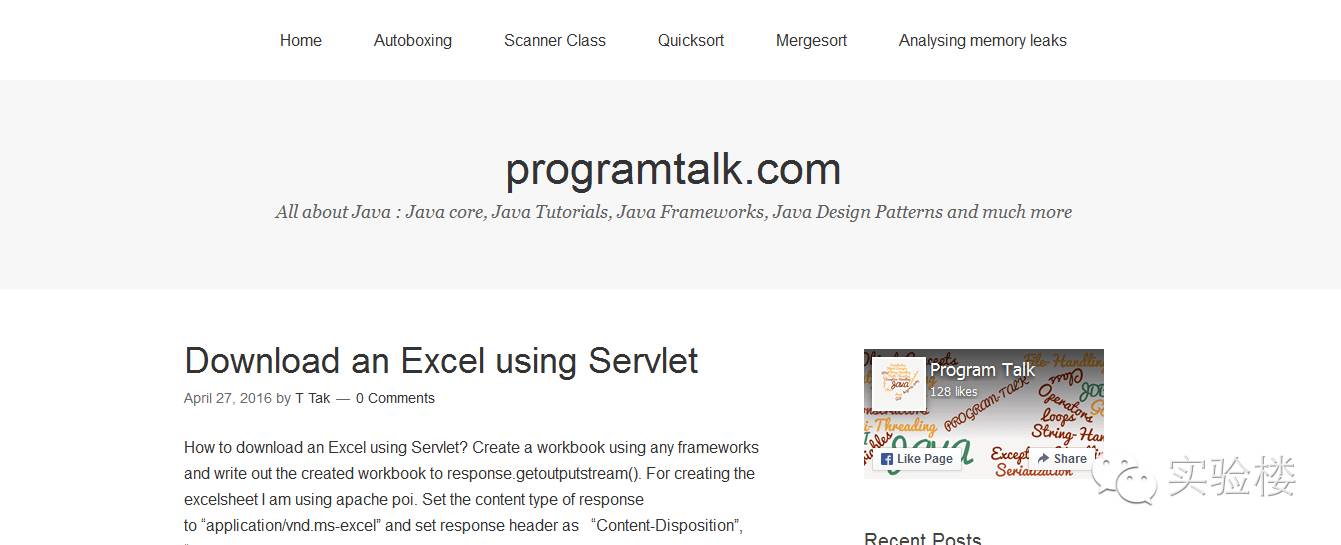 Home Autoboxing Scanner Class Quicksort Mergesort Analysing memory leaks
programtalk.com
All about Java : Java core, Java Tutorials, Java Frameworks, Java Design Patterns and much more
Download an Excel using Servlet
April 27, 2016 by T Tak — 0 Comments
How to download an Excel using Servlet? Create a workbook using any frameworks
and write out the created workbook to response.getoutputstream(). For creating the
excelsheet I am using apache poi. Set the content type of response
to “application/vnd.ms-excel” and set response header as “Content-Disposition”,
Program Talk
128 likes
File-Handling
PROGRAM-TALK
Operators
Loops
String-Han
i-Threading
Java
Except
Serialization
Like Page
Share
实验楼
Recent Posts